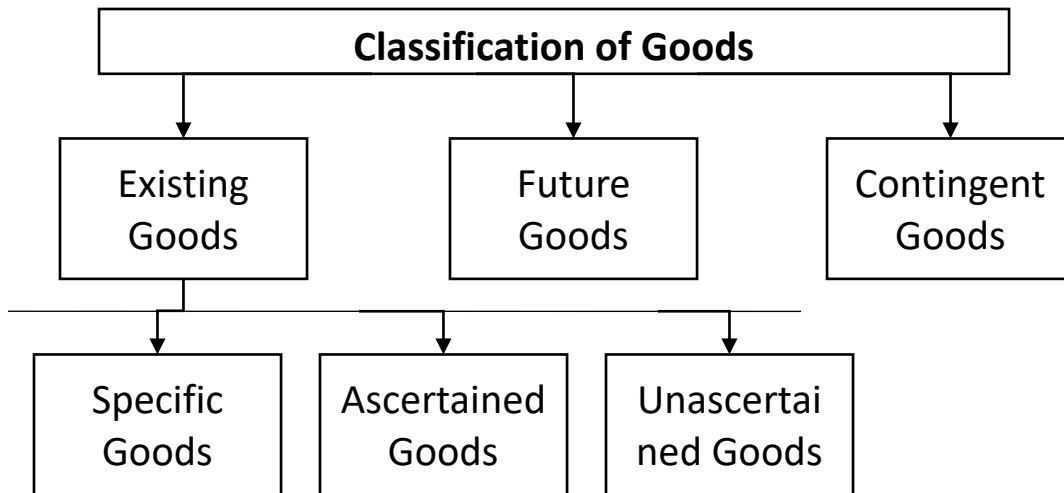 Classification of Goods
Existing
Goods
Future
Goods
Contingent
Goods
Specific
Goods
Ascertained
Goods
Unascertai
ned Goods